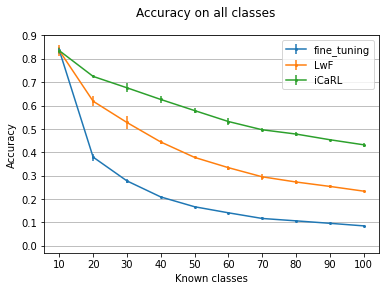 Accuracy on all classes
fine_tuning
LwF
iCaRL
Accuracy
0.9
0.8
0.7
0.6
0.5
0.4
0.3
0.2
0.1
0.0
10 20 30 40 50 60 70 80 90 100
Known classes